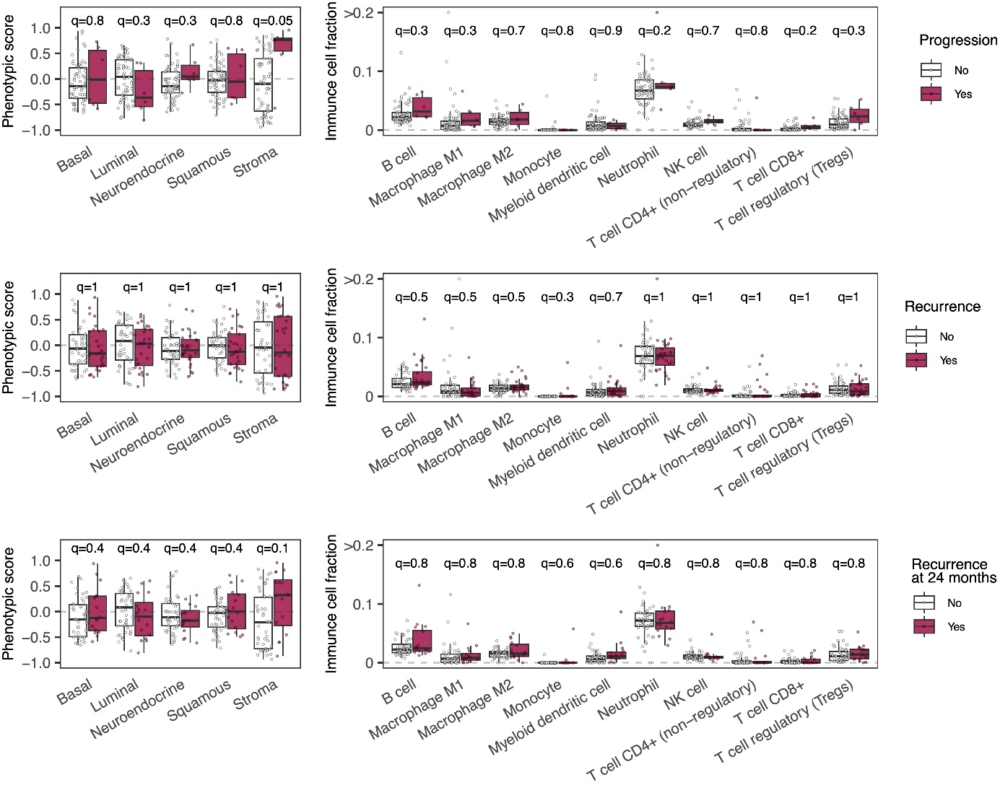 Phenotypic score
1.0
0.5
0.0
−0.5
−1.0
q=0.8 q=0.3 q=0.3 q=0.8 q=0.05
Basal
Luminal
Neuroendocrine
Squamous
Stroma
Immunce cell fraction
>0.2
0.1
0
q=0.3 q=0.3 q=0.7 q=0.8 q=0.9 q=0.2 q=0.7 q=0.8 q=0.2 q=0.3
B cell
Macrophage M1
Macrophage M2
Monocyte
Myeloid dendritic cell
Neutrophil
NK cell
T cell CD4+ (non−regulatory)
T cell CD8+
T cell regulatory (Tregs)
Progression
No
Yes
Phenotypic score
1.0
0.5
0.0
−0.5
−1.0
q=1 q=1 q=1 q=1 q=1
Basal
Luminal
Neuroendocrine
Squamous
Stroma
Immunce cell fraction
>0.2
0.1
0
q=0.5 q=0.5 q=0.5 q=0.3 q=0.7 q=1 q=1 q=1 q=1 q=1
B cell
Macrophage M1
Macrophage M2
Monocyte
Myeloid dendritic cell
Neutrophil
NK cell
T cell CD4+ (non−regulatory)
T cell CD8+
T cell regulatory (Tregs)
Recurrence
No
Yes
Phenotypic score
1.0
0.5
0.0
−0.5
−1.0
q=0.4 q=0.4 q=0.4 q=0.4 q=0.1
Basal
Luminal
Neuroendocrine
Squamous
Stroma
Immunce cell fraction
>0.2
0.1
0
q=0.8 q=0.8 q=0.8 q=0.6 q=0.6 q=0.8 q=0.8 q=0.8 q=0.8 q=0.8
B cell
Macrophage M1
Macrophage M2
Monocyte
Myeloid dendritic cell
Neutrophil
NK cell
T cell CD4+ (non−regulatory)
T cell CD8+
T cell regulatory (Tregs)
Recurrence
at 24 months
No
Yes